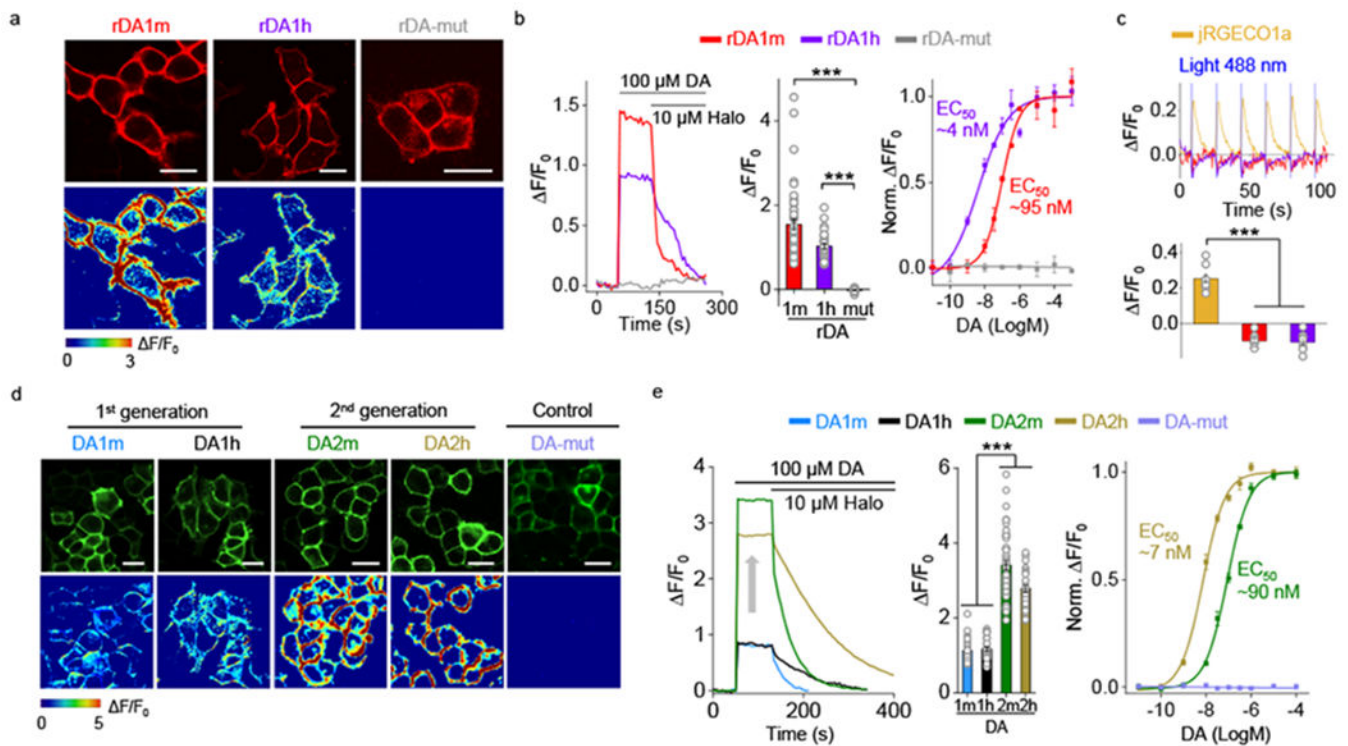 a
rDA1m rDA1h rDA-mut
ΔF/F₀
0 3
b
rDA1m rDA1h rDA-mut
100 μM DA
10 μM Halo
ΔF/F₀
1.5
1.0
0.5
0.0
0 130 260
Time (s)
***
***
ΔF/F₀
4
2
0
1m 1h mut
rDA
Norm. ΔF/F₀
1.0
0.5
0.0
EC₅₀
~4 nM
EC₅₀
~95 nM
-10 -8 -6 -4
DA (LogM)
c
jRGECO1a
Light 488 nm
ΔF/F₀
0.4
0.2
0.0
0 50 100
Time (s)
***
ΔF/F₀
0.4
0.2
0.0
d
1st generation 2nd generation Control
DA1m DA1h DA2m DA2h DA-mut
ΔF/F₀
0 5
e
DA1m DA1h DA2m DA2h DA-mut
100 μM DA
10 μM Halo
ΔF/F₀
4
3
2
1
0
0 200 400
Time (s)
***
ΔF/F₀
6
4
2
0
1m 1h 2m 2h
DA
Norm. ΔF/F₀
1.0
0.5
0.0
EC₅₀
~7 nM
EC₅₀
~90 nM
-10 -8 -6 -4
DA (LogM)